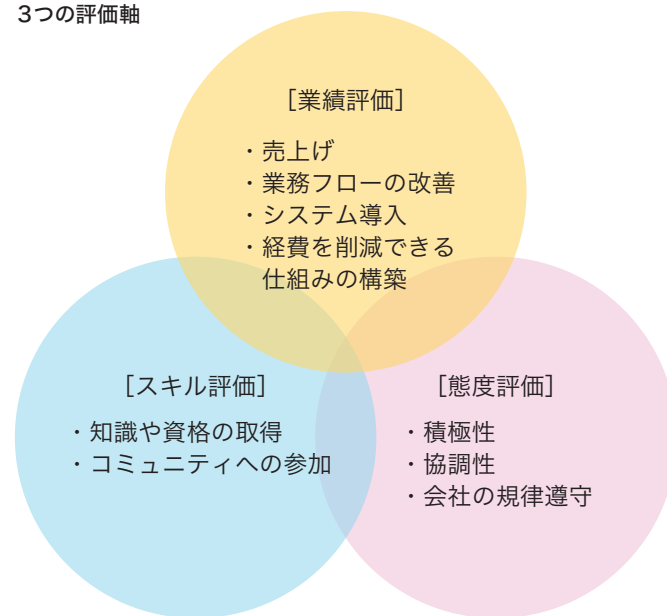 3つの評価軸
［業績評価］
・売上げ
・業務フローの改善
・システム導入
・経費を削減できる
仕組みの構築
［スキル評価］
・知識や資格の取得
・コミュニティへの参加
［態度評価］
・積極性
・協調性
・会社の規律遵守